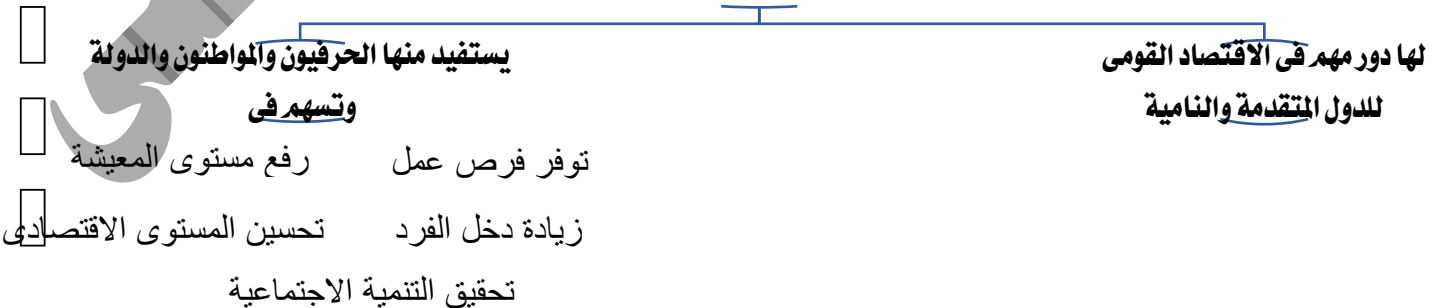 لها دور مهم فى الاقتصاد القومى
للدول المتقدمة والنامية
يستفيد منها الحرفيون والمواطنون والدولة
وتسهم فى
توفر فرص عمل رفع مستوى المعيشة
زيادة دخل الفرد تحسين المستوى الاقتصادى
تحقيق التنمية الاجتماعية